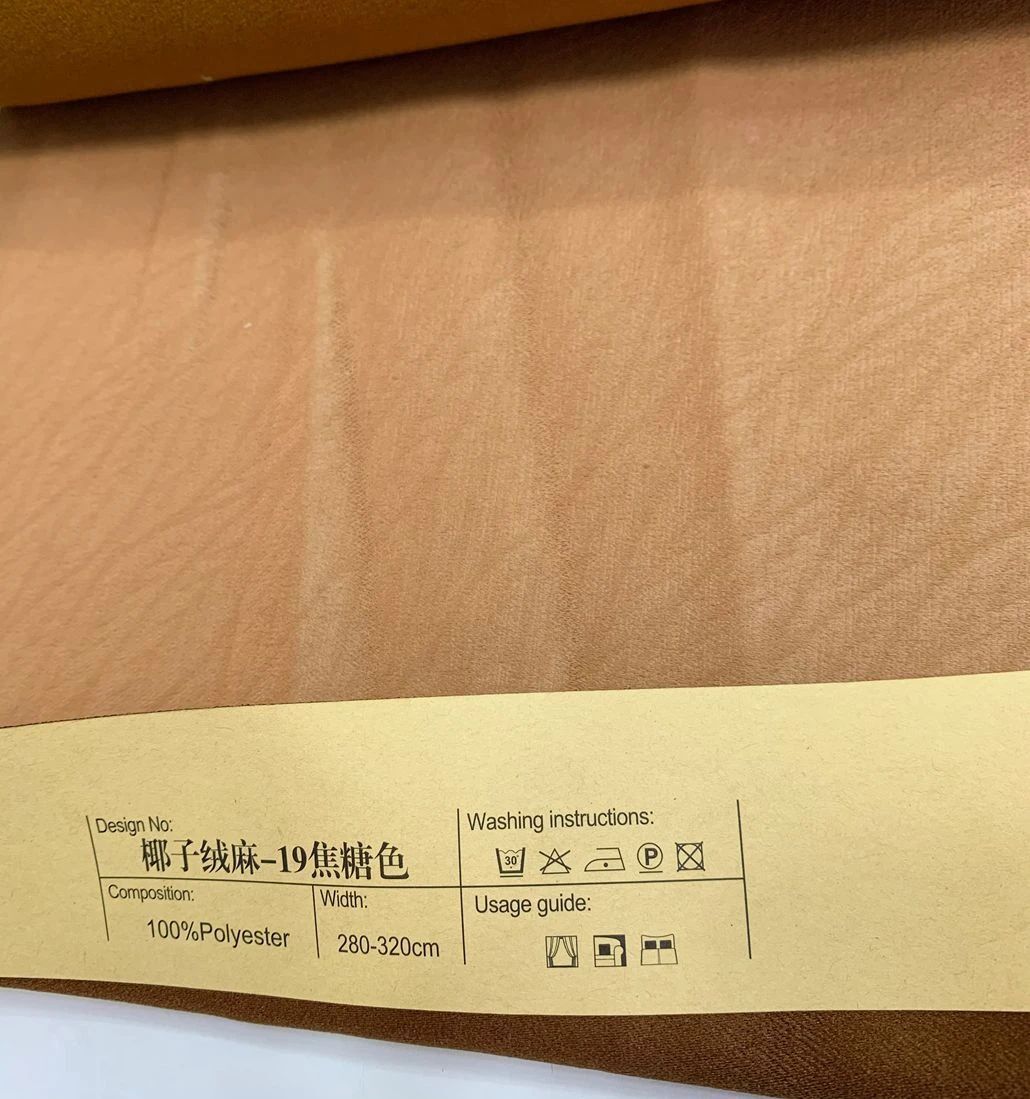 Design No:
椰子绒麻-19焦糖色
Composition:
100%Polyester
Width:
280-320cm
Washing instructions:
30°
P
Usage guide: